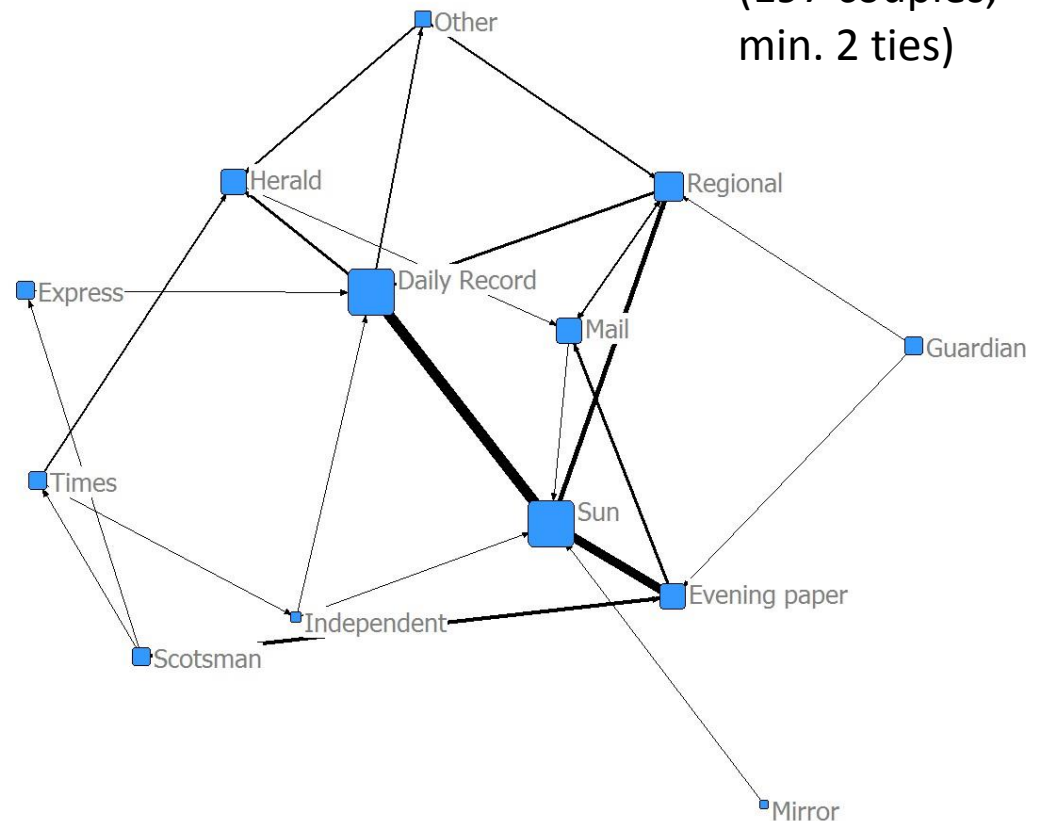 min. 2 ties)
Other
Herald
Regional
Daily Record
Express
Mail
Guardian
Times
Sun
Evening paper
Independent
Scotsman
Mirror